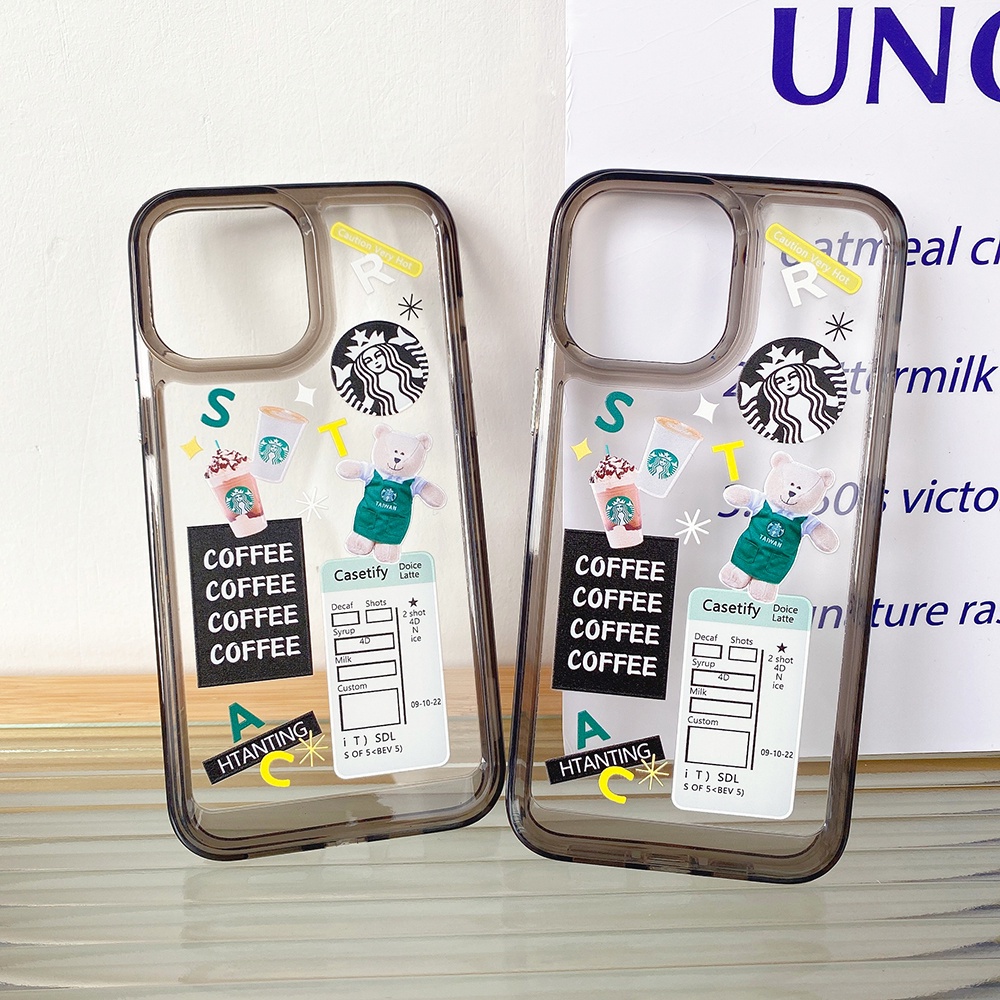 Caution Very Hot
R
S
T
TAIWAN
COFFEE
COFFEE
COFFEE
COFFEE
Casetify
Doice
Latte
Decaf Shots
Syrup
4D
Milk
Custom
2 shot
4D
N
ice
09-10-22
i T) SDL
S OF 5<BEV 5)
A
HTANTING
C
Caution Very Hot
R
S
T
TAIWAN
COFFEE
COFFEE
COFFEE
COFFEE
Casetify
Doice
Latte
Decaf Shots
Syrup
4D
Milk
Custom
2 shot
4D
N
ice
09-10-22
i T) SDL
S OF 5<BEV 5)
A
HTANTING
C
UNC